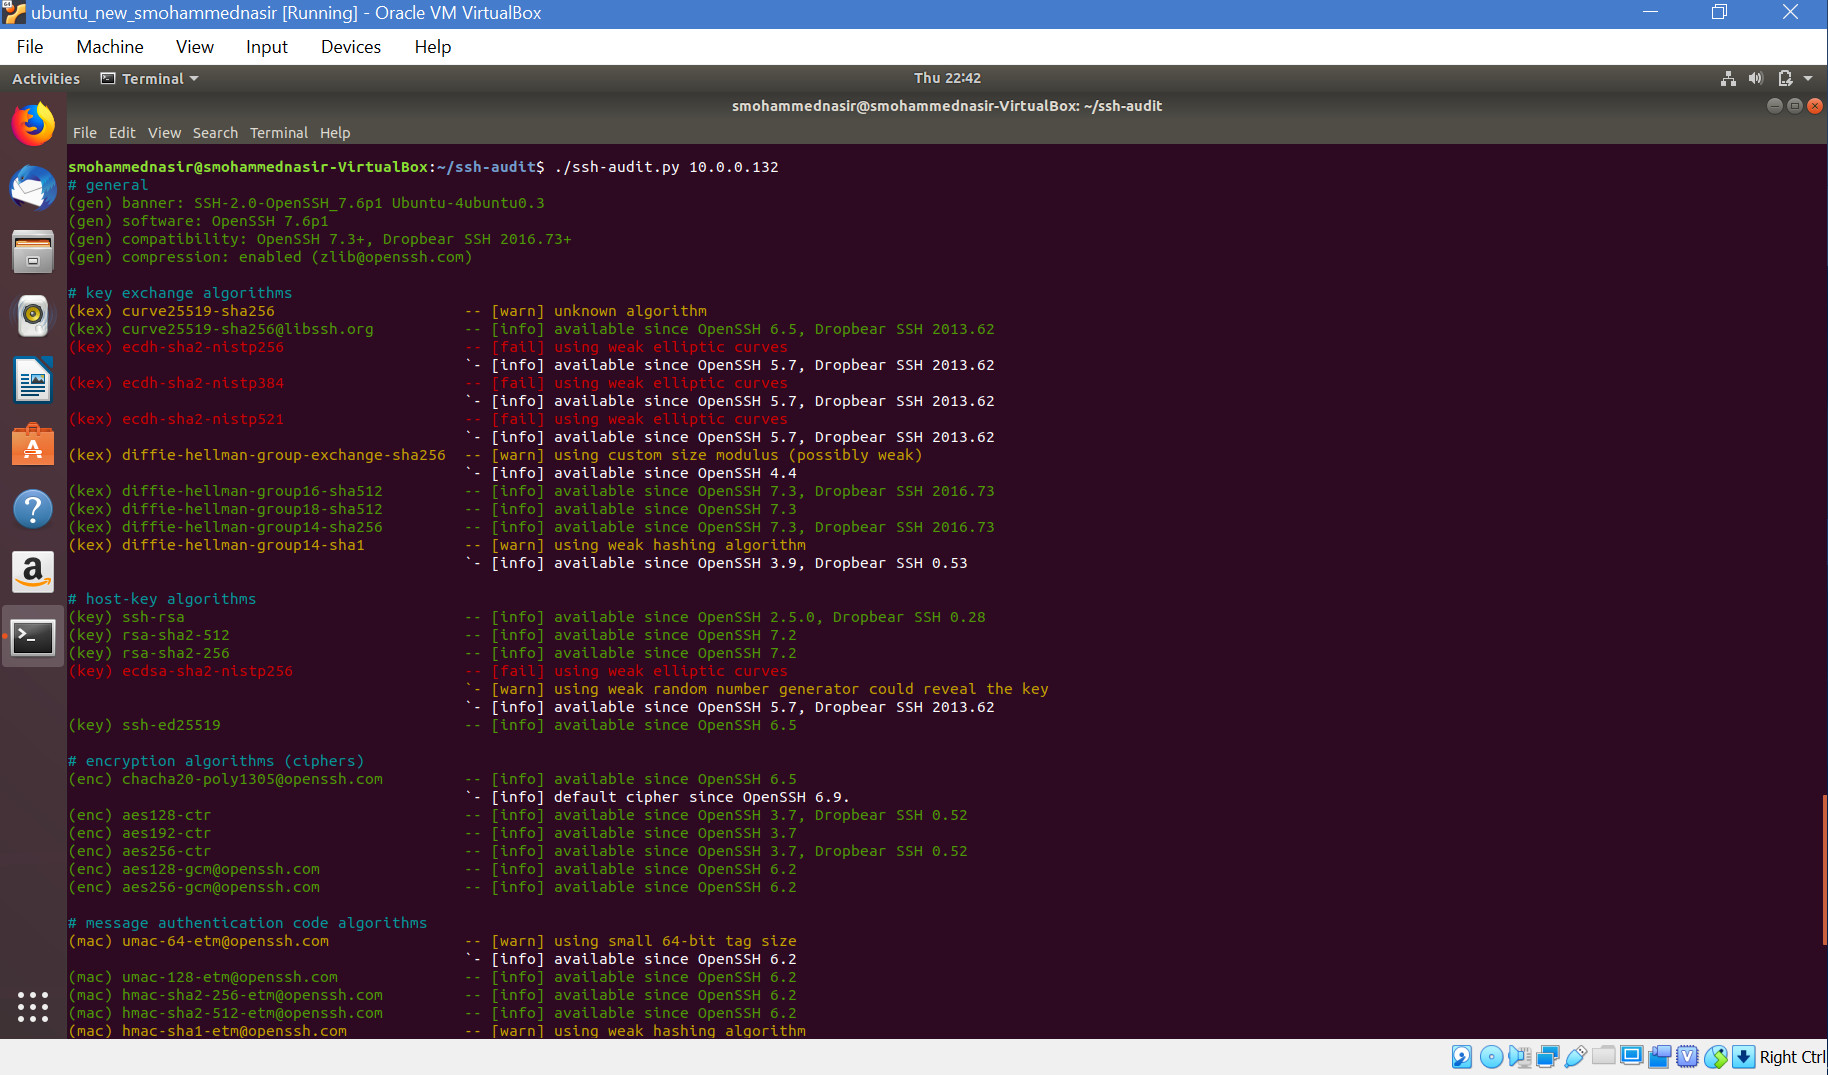 ubuntu_new_smohammednasir [Running] - Oracle VM VirtualBox
File Machine View Input Devices Help
Activities Terminal Thu 22:42
smohammednasir@smohammednasir-VirtualBox: ~/ssh-audit
File Edit View Search Terminal Help
smohammednasir@smohammednasir-VirtualBox:~/ssh-audit$ ./ssh-audit.py 10.0.0.132
# general
(gen) banner: SSH-2.0-OpenSSH_7.6p1 Ubuntu-4ubuntu0.3
(gen) software: OpenSSH 7.6p1
(gen) compatibility: OpenSSH 7.3+, Dropbear SSH 2016.73+
(gen) compression: enabled (zlib@openssh.com)
# key exchange algorithms
(kex) curve25519-sha256 -- [warn] unknown algorithm
(kex) curve25519-sha256@libssh.org -- [info] available since OpenSSH 6.5, Dropbear SSH 2013.62
(kex) ecdh-sha2-nistp256 -- [fail] using weak elliptic curves
`- [info] available since OpenSSH 5.7, Dropbear SSH 2013.62
(kex) ecdh-sha2-nistp384 -- [fail] using weak elliptic curves
`- [info] available since OpenSSH 5.7, Dropbear SSH 2013.62
(kex) ecdh-sha2-nistp521 -- [fail] using weak elliptic curves
`- [info] available since OpenSSH 5.7, Dropbear SSH 2013.62
(kex) diffie-hellman-group-exchange-sha256 -- [warn] using custom size modulus (possibly weak)
`- [info] available since OpenSSH 4.4
(kex) diffie-hellman-group16-sha512 -- [info] available since OpenSSH 7.3, Dropbear SSH 2016.73
(kex) diffie-hellman-group18-sha512 -- [info] available since OpenSSH 7.3
(kex) diffie-hellman-group14-sha256 -- [info] available since OpenSSH 7.3, Dropbear SSH 2016.73
(kex) diffie-hellman-group14-sha1 -- [warn] using weak hashing algorithm
`- [info] available since OpenSSH 3.9, Dropbear SSH 0.53
# host-key algorithms
(key) ssh-rsa -- [info] available since OpenSSH 2.5.0, Dropbear SSH 0.28
(key) rsa-sha2-512 -- [info] available since OpenSSH 7.2
(key) rsa-sha2-256 -- [info] available since OpenSSH 7.2
(key) ecdsa-sha2-nistp256 -- [fail] using weak elliptic curves
`- [warn] using weak random number generator could reveal the key
`- [info] available since OpenSSH 5.7, Dropbear SSH 2013.62
(key) ssh-ed25519 -- [info] available since OpenSSH 6.5
# encryption algorithms (ciphers)
(enc) chacha20-poly1305@openssh.com -- [info] available since OpenSSH 6.5
`- [info] default cipher since OpenSSH 6.9.
(enc) aes128-ctr -- [info] available since OpenSSH 3.7, Dropbear SSH 0.52
(enc) aes192-ctr -- [info] available since OpenSSH 3.7
(enc) aes256-ctr -- [info] available since OpenSSH 3.7, Dropbear SSH 0.52
(enc) aes128-gcm@openssh.com -- [info] available since OpenSSH 6.2
(enc) aes256-gcm@openssh.com -- [info] available since OpenSSH 6.2
# message authentication code algorithms
(mac) umac-64-etm@openssh.com -- [warn] using small 64-bit tag size
`- [info] available since OpenSSH 6.2
(mac) umac-128-etm@openssh.com -- [info] available since OpenSSH 6.2
(mac) hmac-sha2-256-etm@openssh.com -- [info] available since OpenSSH 6.2
(mac) hmac-sha2-512-etm@openssh.com -- [info] available since OpenSSH 6.2
(mac) hmac-sha1-etm@openssh.com -- [warn] using weak hashing algorithm
Right Ctrl